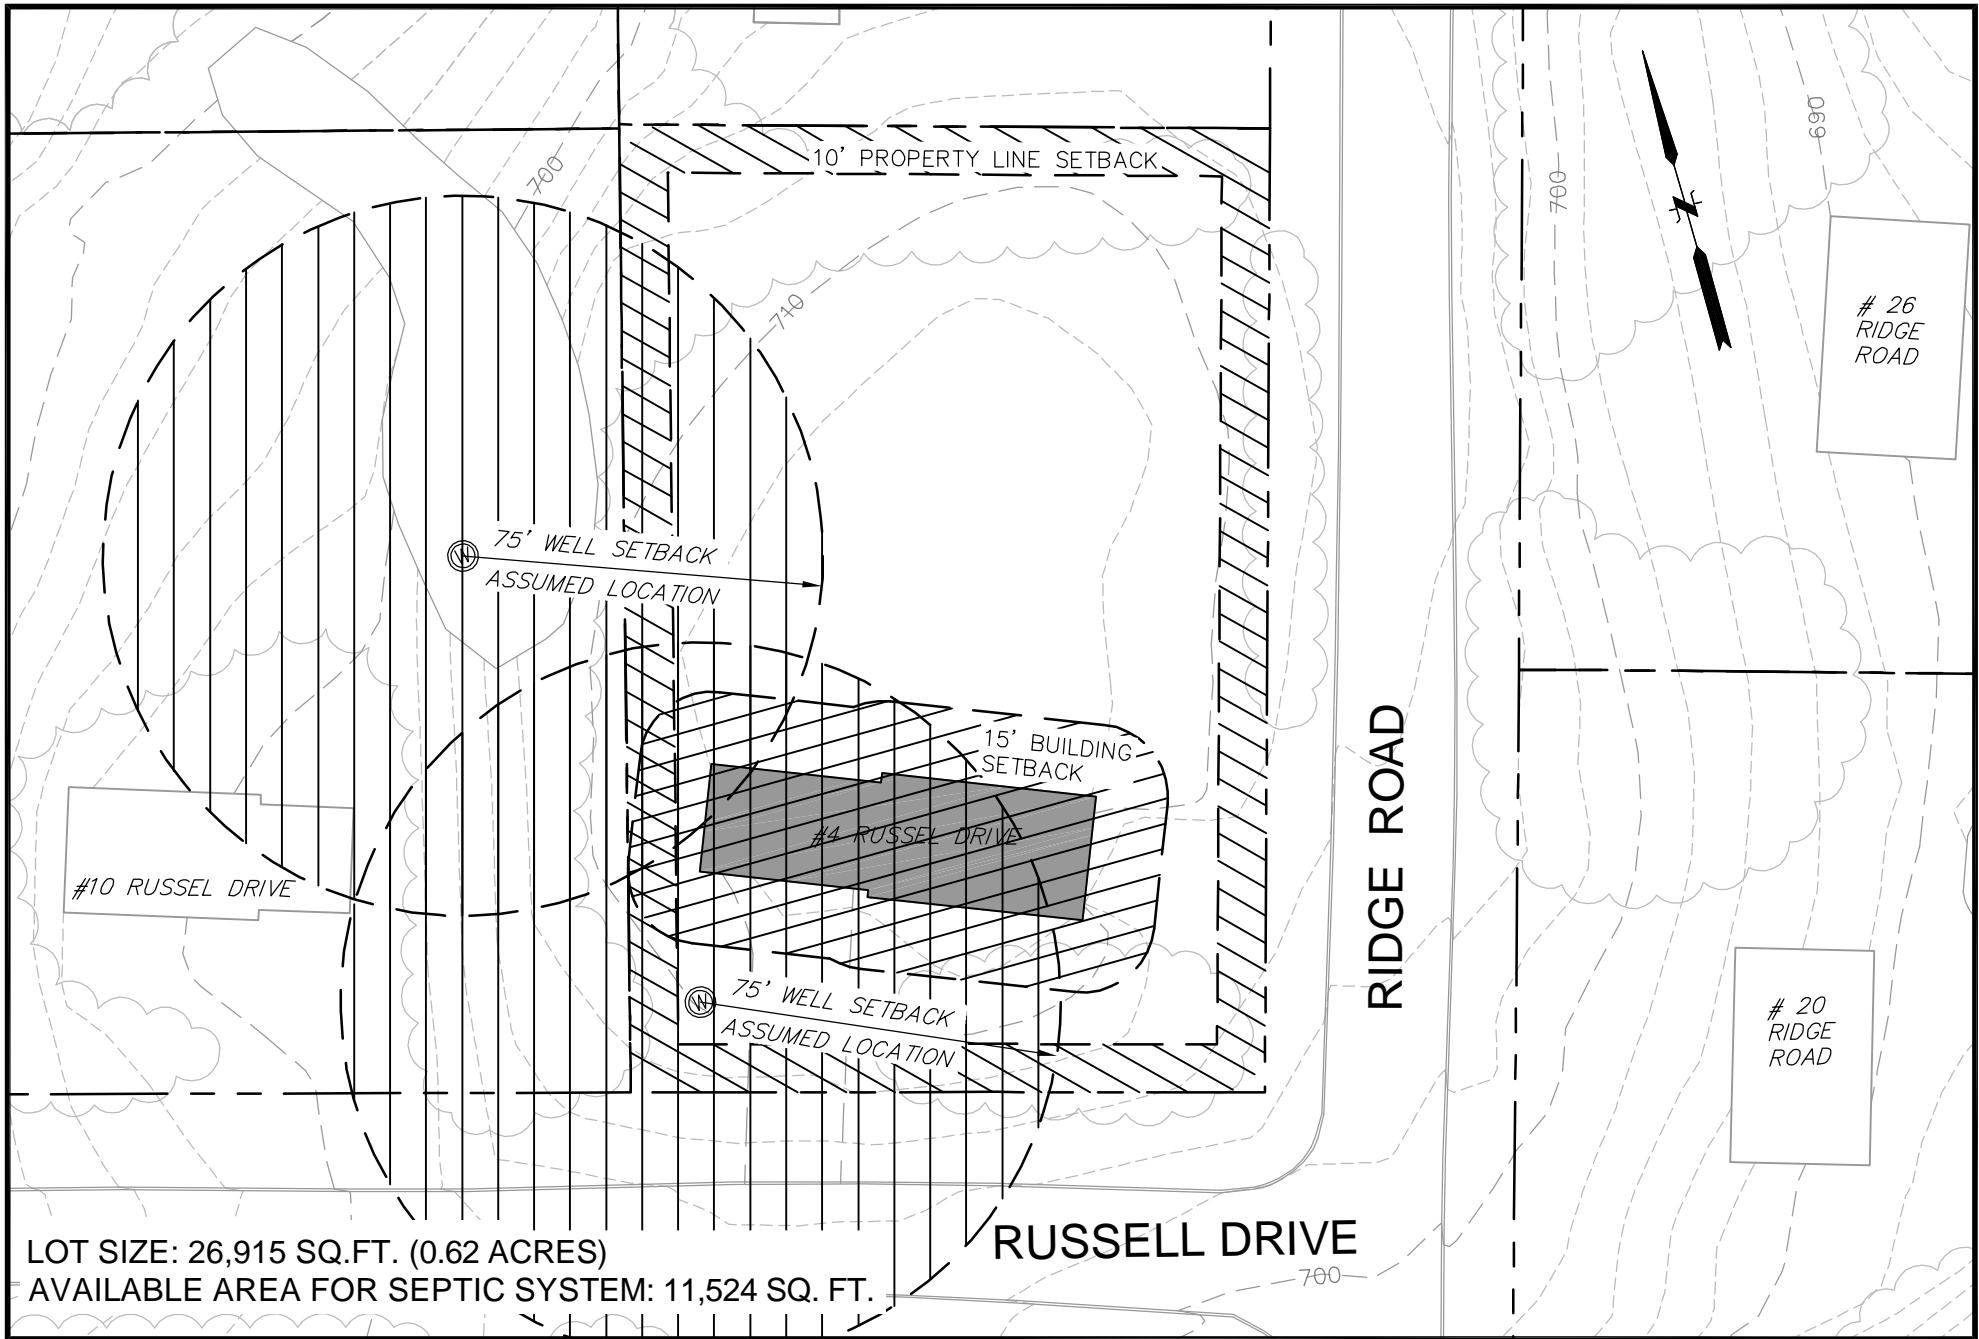 690
10' PROPERTY LINE SETBACK
700
700
710
# 26
RIDGE
ROAD
75' WELL SETBACK
W
ASSUMED LOCATION
15' BUILDING
SETBACK
RIDGE ROAD
#4 RUSSEL DRIVE
#10 RUSSEL DRIVE
75' WELL SETBACK
W
ASSUMED LOCATION
# 20
RIDGE
ROAD
RUSSELL DRIVE
700
LOT SIZE: 26,915 SQ.FT. (0.62 ACRES)
AVAILABLE AREA FOR SEPTIC SYSTEM: 11,524 SQ. FT.
N